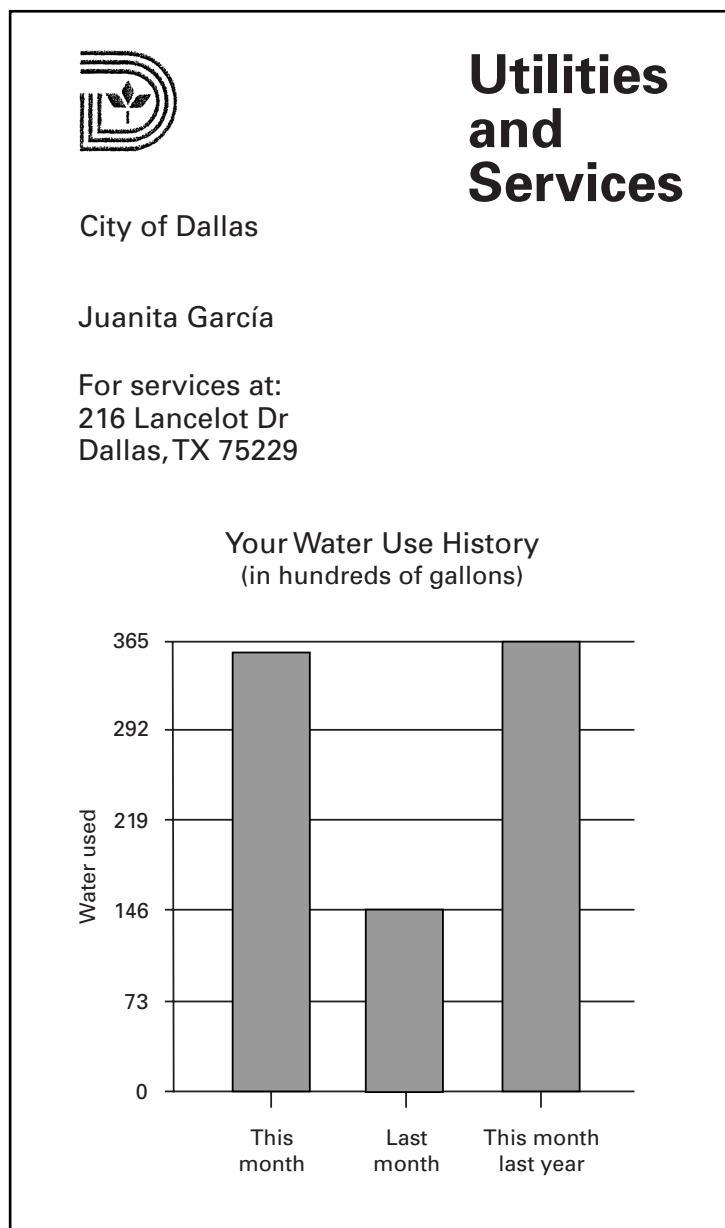 Utilities
and
Services
City of Dallas
Juanita García
For services at:
216 Lancelot Dr
Dallas, TX 75229
Your Water Use History
(in hundreds of gallons)
365
292
219
146
73
0
Water used
This
month
Last
month
This month
last year